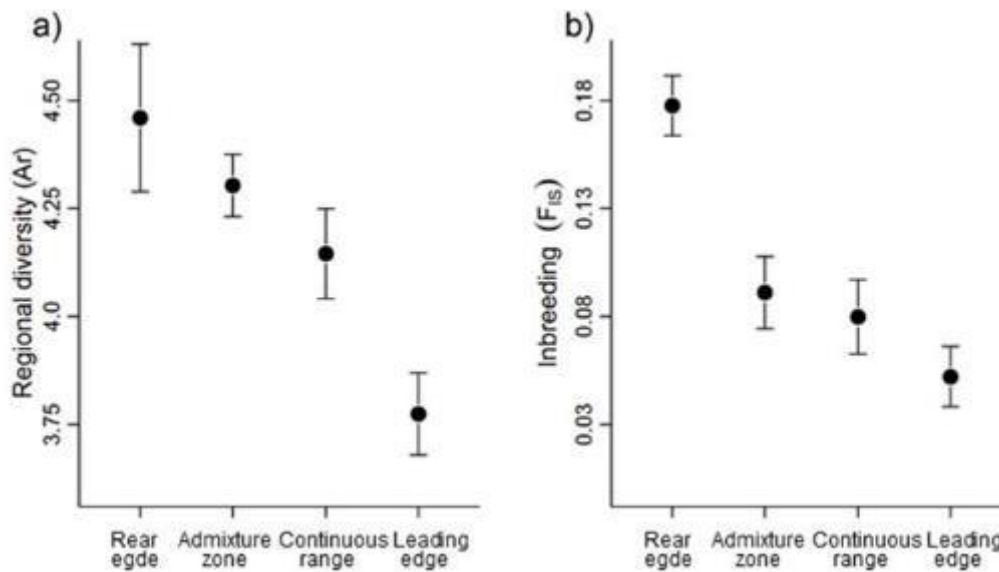 a)
Regional diversity (Ar)
4.50
4.25
4.0
3.75
Rear
egde
Admixture
zone
Continuous
range
Leading
edge
b)
Inbreeding (FIS)
0.18
0.13
0.08
0.03
Rear
egde
Admixture
zone
Continuous
range
Leading
edge